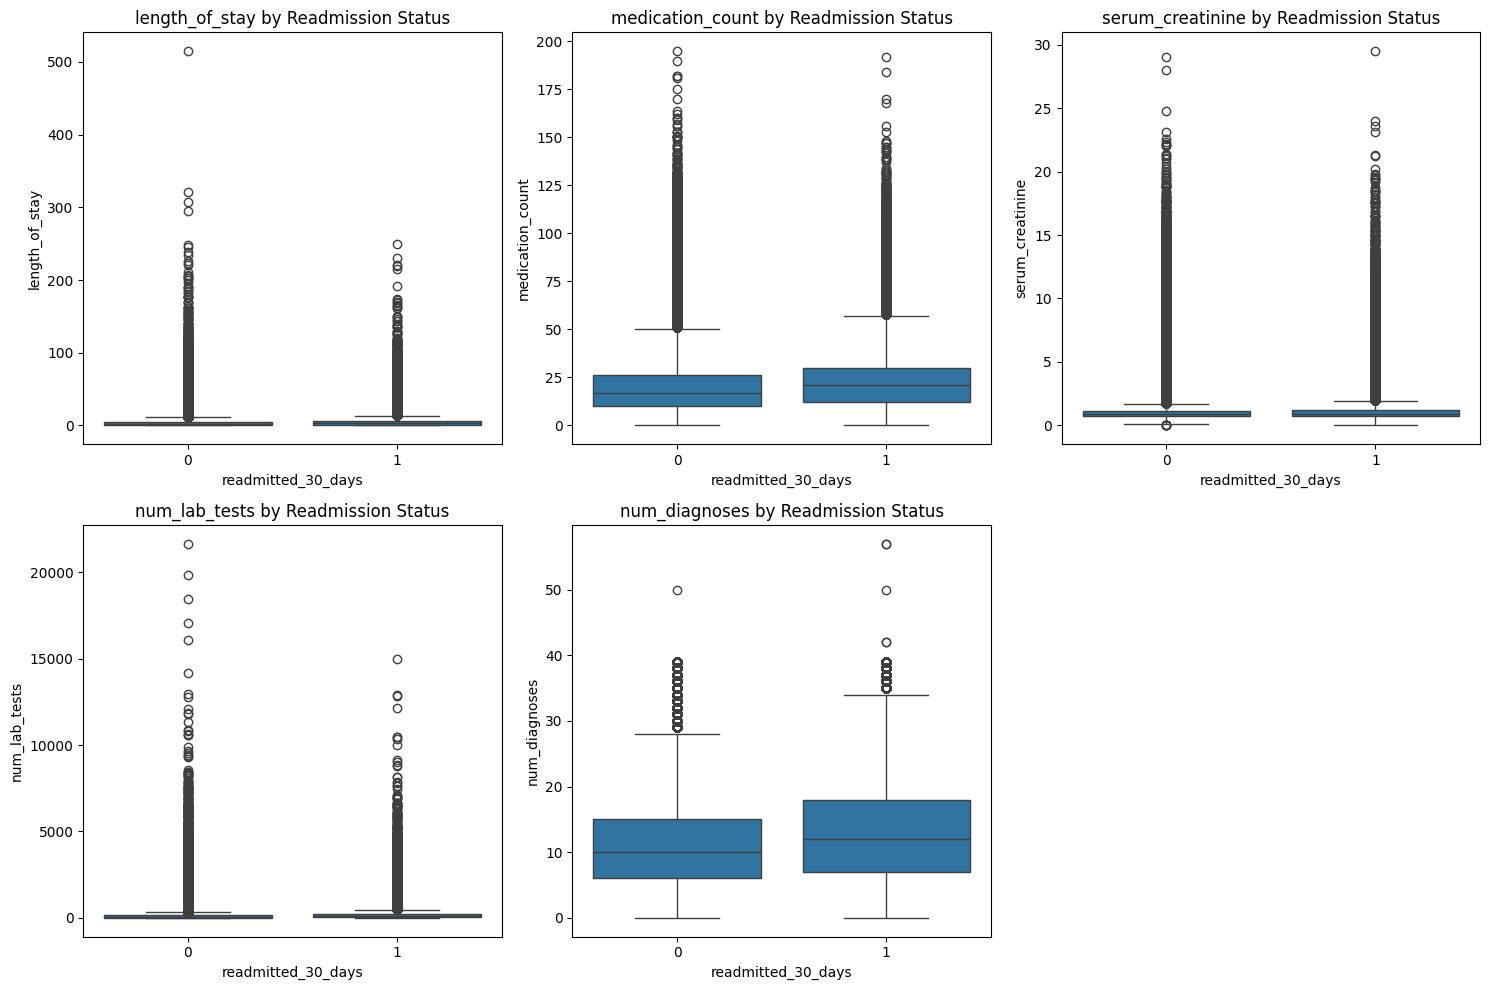 length_of_stay by Readmission Status
500
400
300
200
100
0
length_of_stay
0 1
readmitted_30_days
medication_count by Readmission Status
200
175
150
125
100
75
50
25
0
medication_count
0 1
readmitted_30_days
serum_creatinine by Readmission Status
30
25
20
15
10
5
0
serum_creatinine
0 1
readmitted_30_days
num_lab_tests by Readmission Status
20000
15000
10000
5000
0
num_lab_tests
0 1
readmitted_30_days
num_diagnoses by Readmission Status
50
40
30
20
10
0
num_diagnoses
0 1
readmitted_30_days